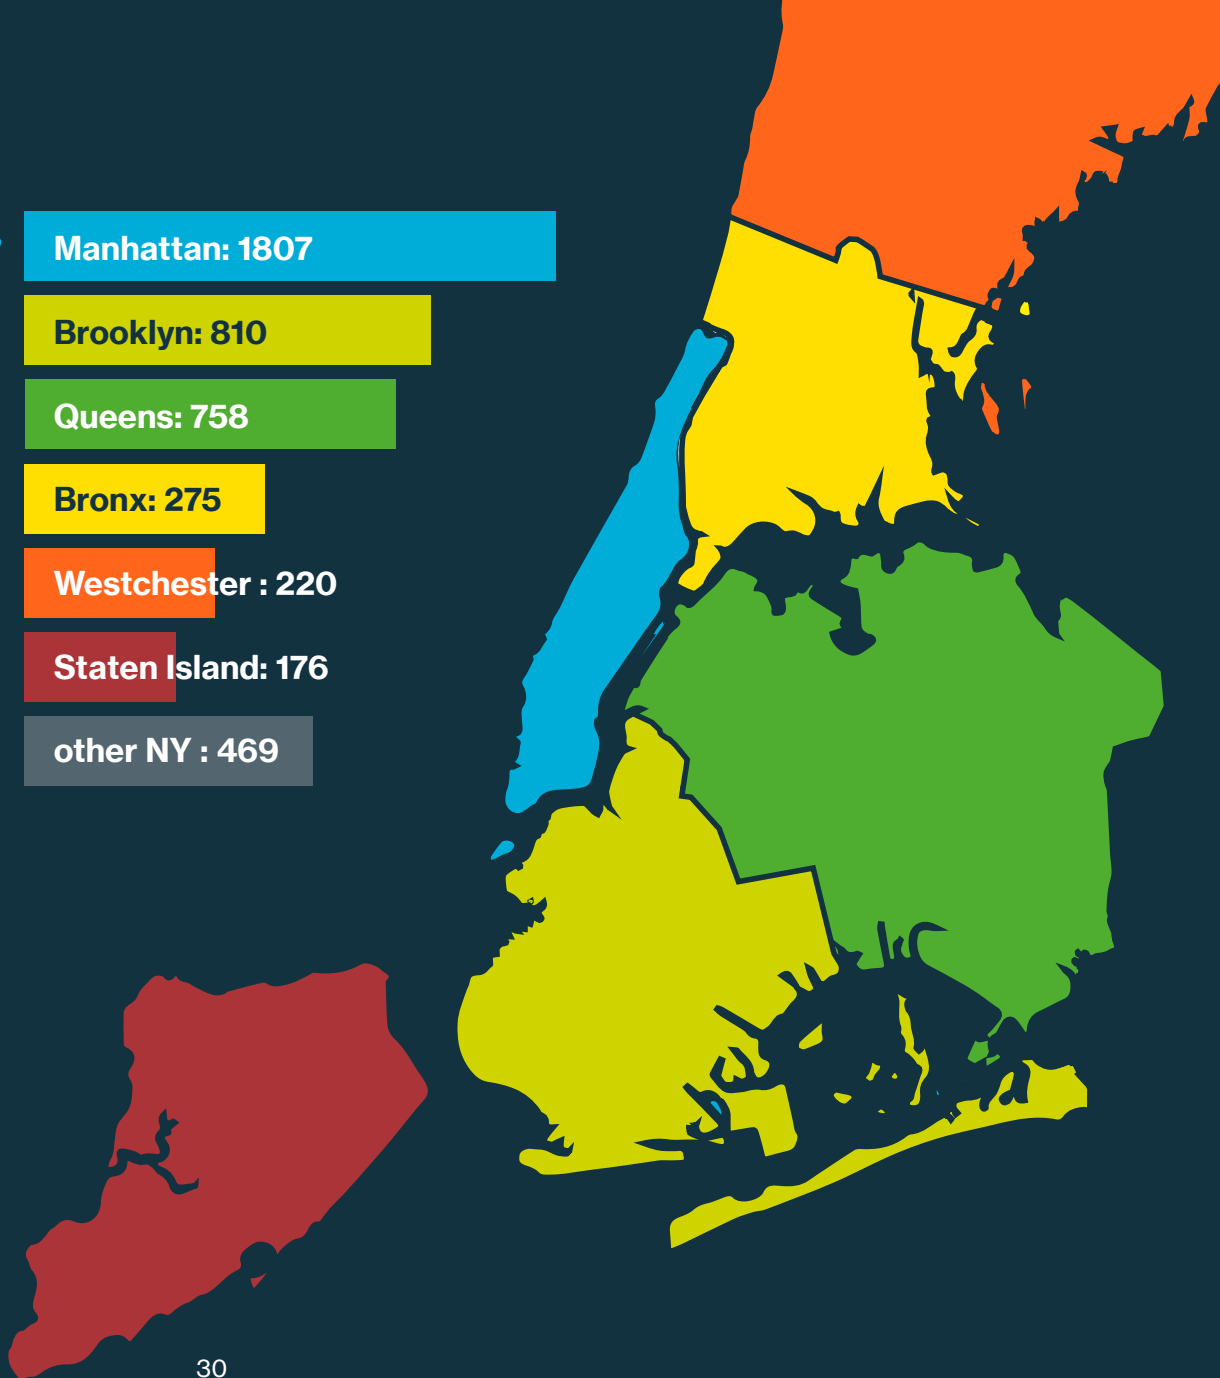 Manhattan: 1807
Brooklyn: 810
Queens: 758
Bronx: 275
Westchester : 220
Staten Island: 176
other NY : 469
30